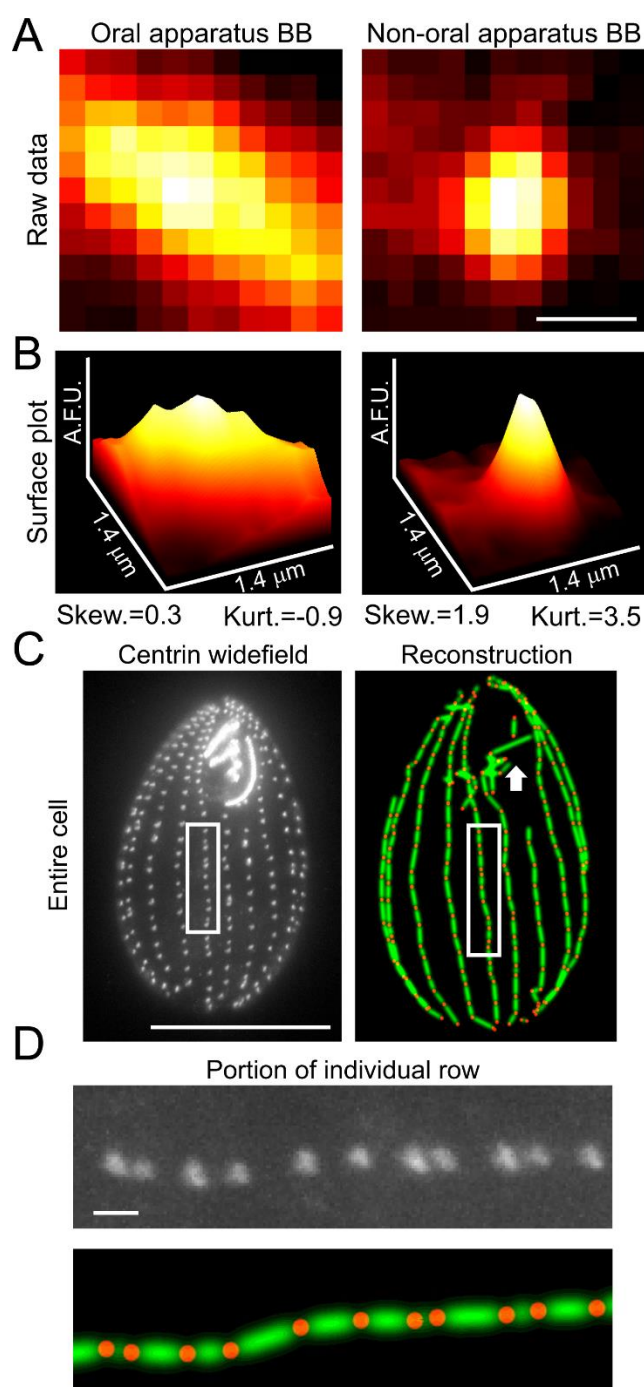 A
Oral apparatus BB
Non-oral apparatus BB
Raw data
B
Surface plot
A.F.U.
1.4 μm
1.4 μm
A.F.U.
1.4 μm
1.4 μm
Skew.=0.3
Kurt.=-0.9
Skew.=1.9
Kurt.=3.5
C
Centrin widefield
Reconstruction
Entire cell
D
Portion of individual row